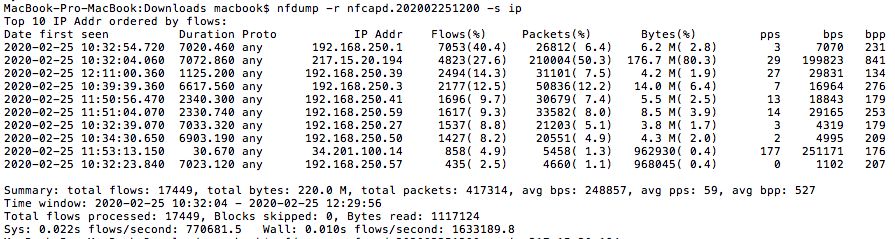 MacBook-Pro-MacBook:Downloads macbook$ nfdump -r nfcapd.202002251200 -s ip
Top 10 IP Addr ordered by flows:
Date first seen Duration Proto IP Addr Flows(%) Packets(%) Bytes(%) pps bps bpp
2020-02-25 10:32:54.720 7020.460 any 192.168.250.1 7053(40.4) 26812( 6.4) 6.2 M( 2.8) 3 7070 231
2020-02-25 10:32:04.060 7072.860 any 217.15.20.194 4823(27.6) 210004(50.3) 176.7 M(80.3) 29 199823 841
2020-02-25 12:11:00.360 1125.200 any 192.168.250.39 2494(14.3) 31101( 7.5) 4.2 M( 1.9) 27 29831 134
2020-02-25 10:39:39.360 6617.560 any 192.168.250.3 2177(12.5) 50836(12.2) 14.0 M( 6.4) 7 16964 276
2020-02-25 11:50:56.470 2340.300 any 192.168.250.41 1696( 9.7) 30679( 7.4) 5.5 M( 2.5) 13 18843 179
2020-02-25 11:51:04.070 2330.740 any 192.168.250.59 1617( 9.3) 33582( 8.0) 8.5 M( 3.9) 14 29165 253
2020-02-25 10:32:39.070 7033.320 any 192.168.250.27 1537( 8.8) 21203( 5.1) 3.8 M( 1.7) 3 4319 179
2020-02-25 10:34:30.650 6903.190 any 192.168.250.50 1427( 8.2) 20551( 4.9) 4.3 M( 2.0) 2 4995 209
2020-02-25 11:53:13.150 30.670 any 34.201.100.14 858( 4.9) 5458( 1.3) 962930( 0.4) 177 251171 176
2020-02-25 10:32:23.840 7023.120 any 192.168.250.57 435( 2.5) 4660( 1.1) 968045( 0.4) 0 1102 207
Summary: total flows: 17449, total bytes: 220.0 M, total packets: 417314, avg bps: 248857, avg pps: 59, avg bpp: 527
Time window: 2020-02-25 10:32:04 - 2020-02-25 12:29:56
Total flows processed: 17449, Blocks skipped: 0, Bytes read: 1117124
Sys: 0.022s flows/second: 770681.5 Wall: 0.010s flows/second: 1633189.8